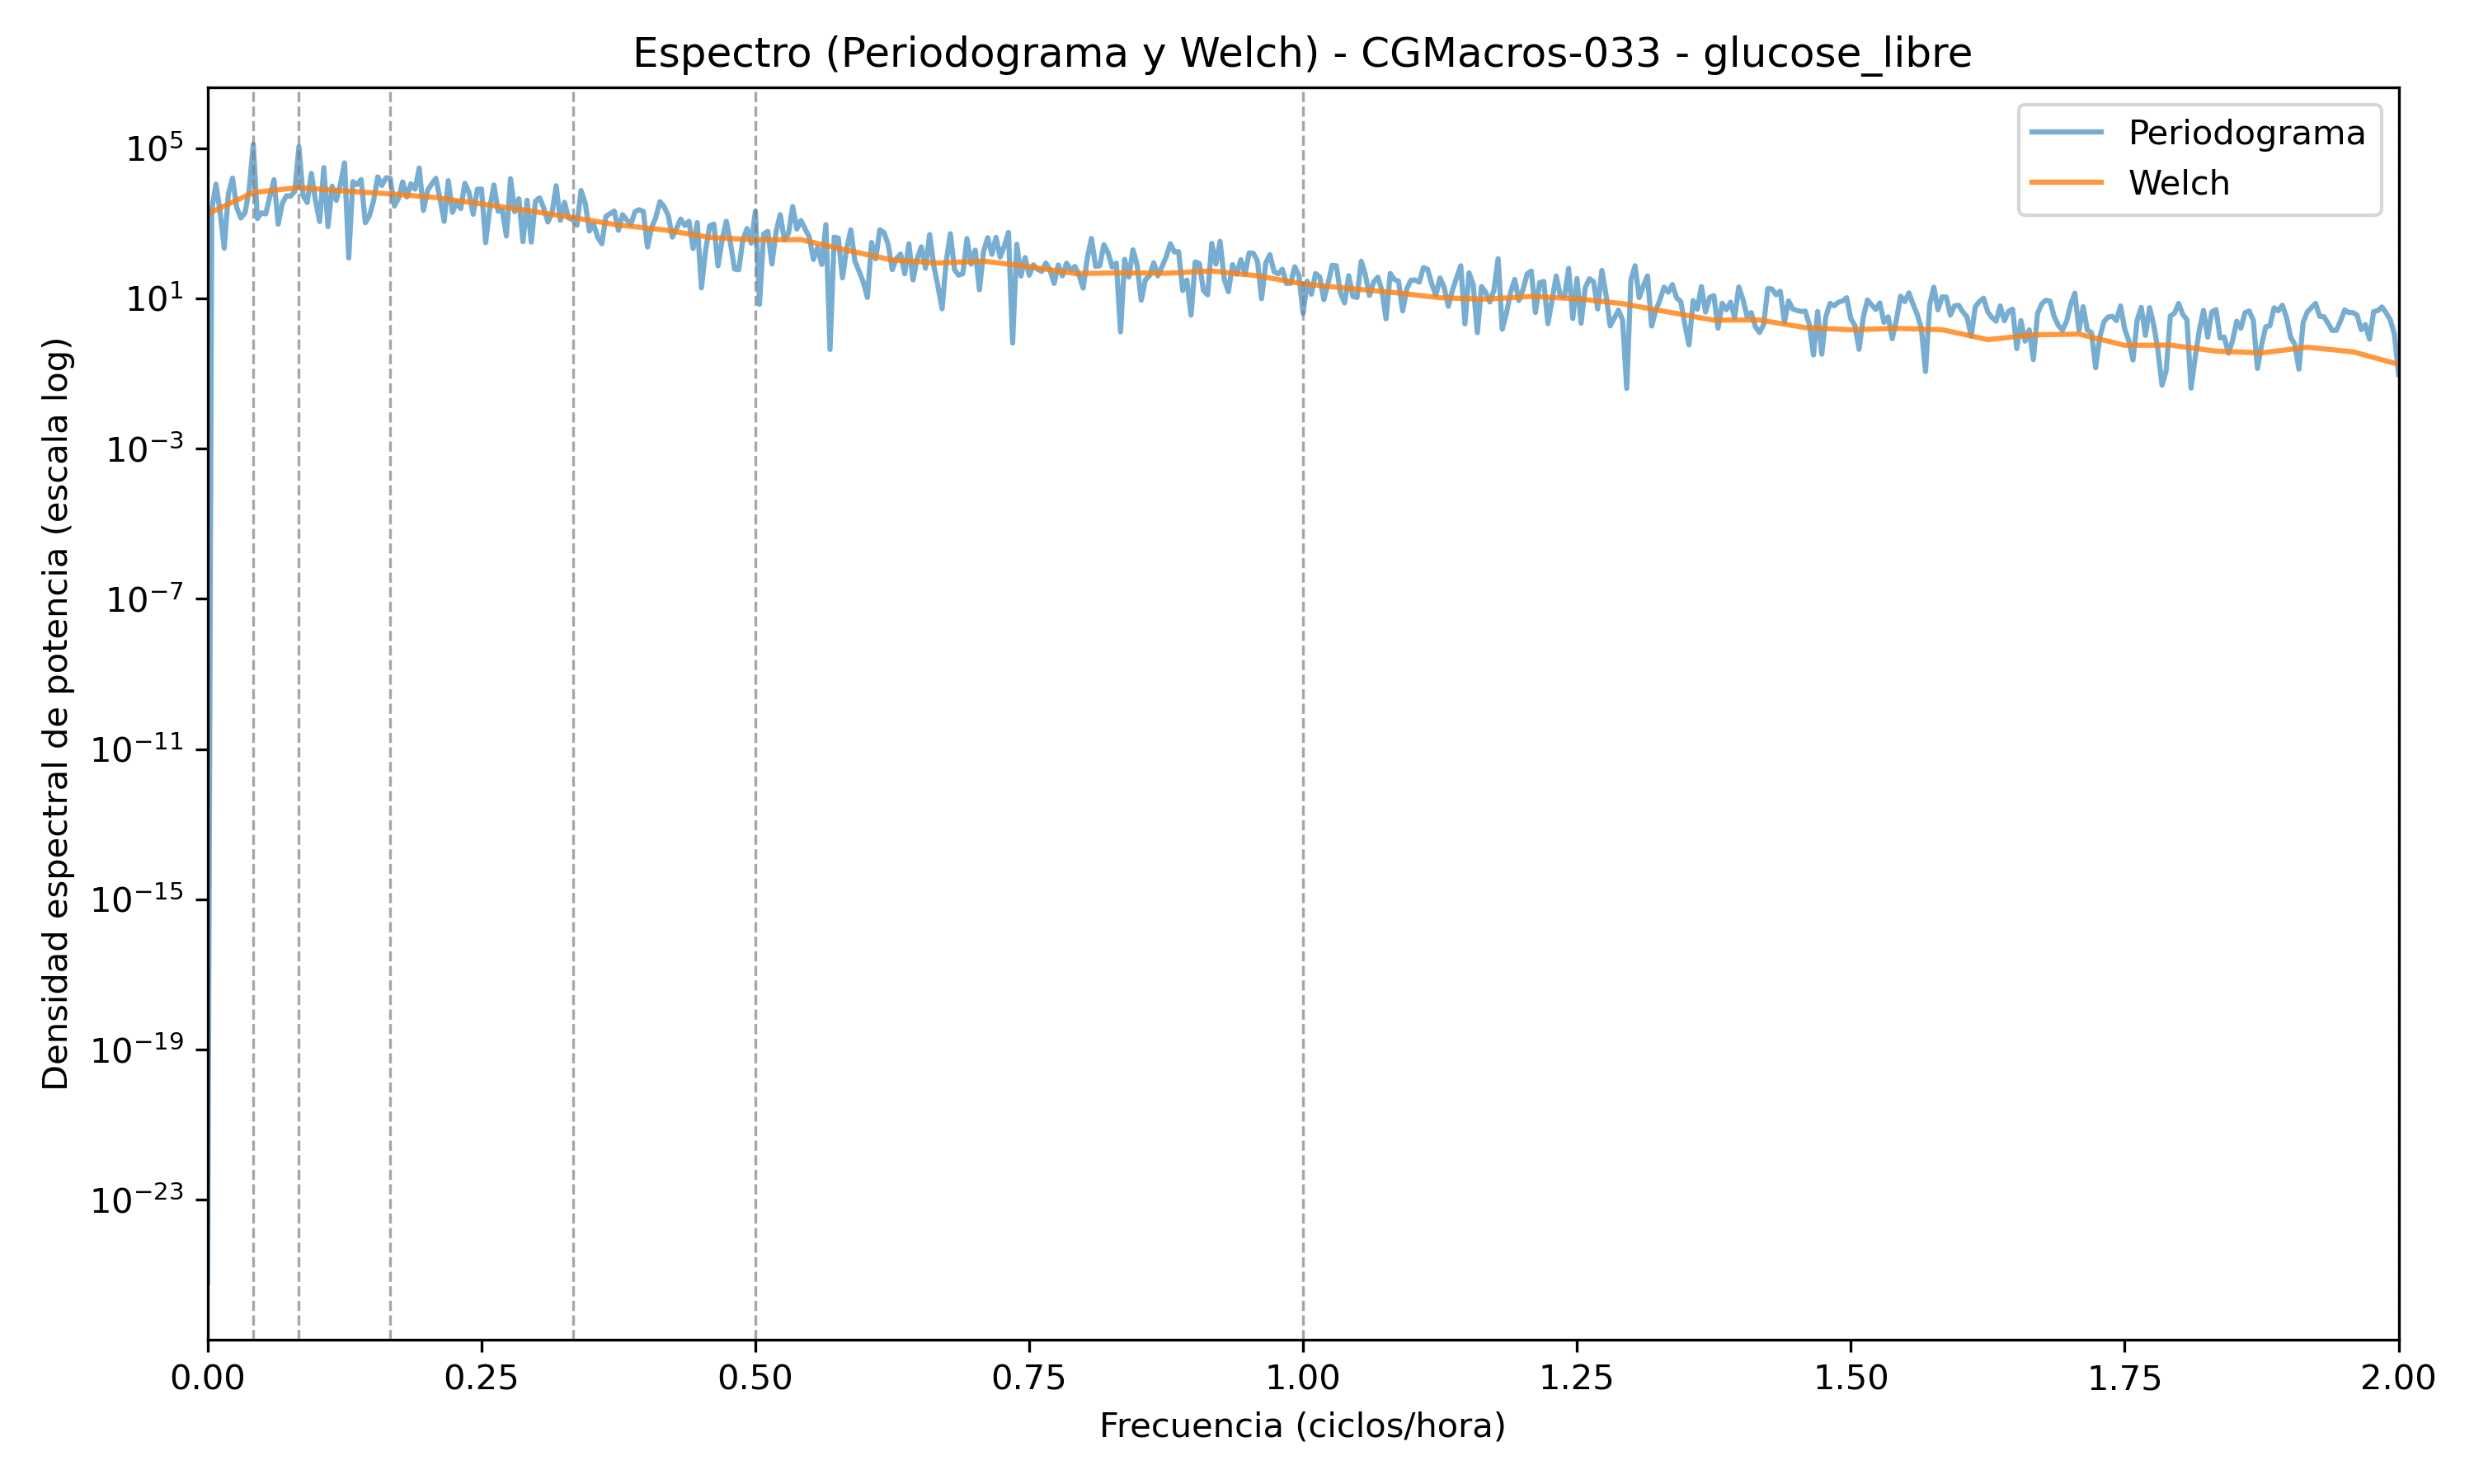 Espectro (Periodograma y Welch) - CGMacros-033 - glucose_libre
Periodograma
Welch
Densidad espectral de potencia (escala log)
10^5
10^1
10^−3
10^−7
10^−11
10^−15
10^−19
10^−23
0.00 0.25 0.50 0.75 1.00 1.25 1.50 1.75 2.00
Frecuencia (ciclos/hora)